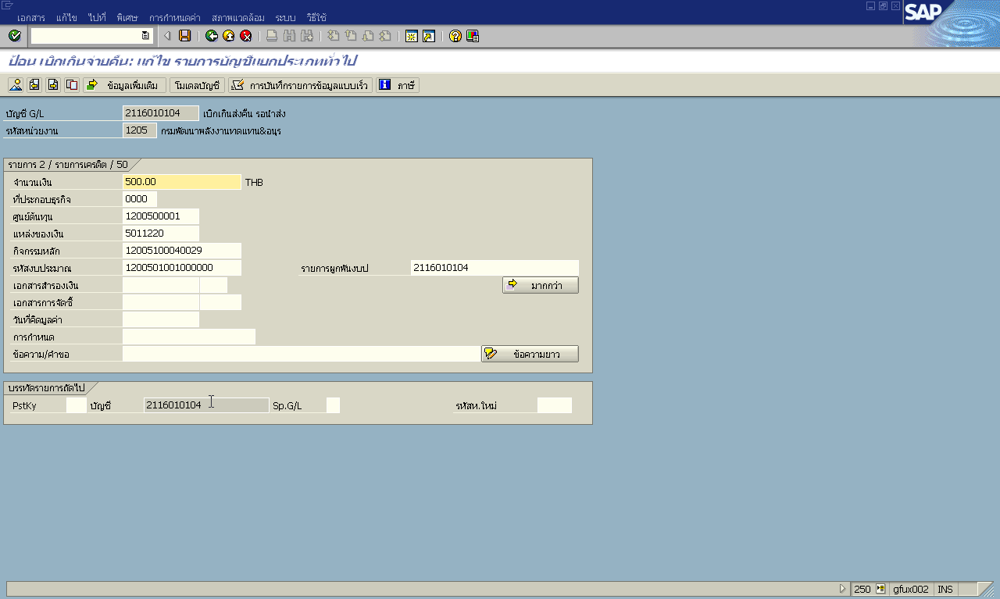 เอกสาร แก้ไข ไปที่ พิเศษ การกำหนดค่า สภาพแวดล้อม ระบบ วิธีใช้
SAP
ป้อน เบิกเกินจ่ายคืน: แก้ไข รายการบัญชีแยกประเภททั่วไป
ข้อมูลเพิ่มเติม โมเดลบัญชี การบันทึกรายการข้อมูลแบบเร็ว ภาษี
บัญชี G/L 2116010104 เบิกเกินส่งคืน รอนำส่ง
รหัสหน่วยงาน 1205 กรมพัฒนาพลังงานทดแทน&อนุร
รายการ 2 / รายการเครดิต / 50
จำนวนเงิน 500.00 THB
ที่ประกอบธุรกิจ 0000
ศูนย์ต้นทุน 1200500001
แหล่งของเงิน 5011220
กิจกรรมหลัก 12005100040029
รหัสงบประมาณ 1200501001000000 รายการผูกพันงบป 2116010104
เอกสารสำรองเงิน มากกว่า
เอกสารการจัดซื้
วันที่คิดมูลค่า
การกำหนด
ข้อความ/คำขอ ข้อความยาว
บรรทัดรายการถัดไป
PstKy บัญชี 2116010104 Sp.G/L รหัสห.ใหม่
250 gfux002 INS